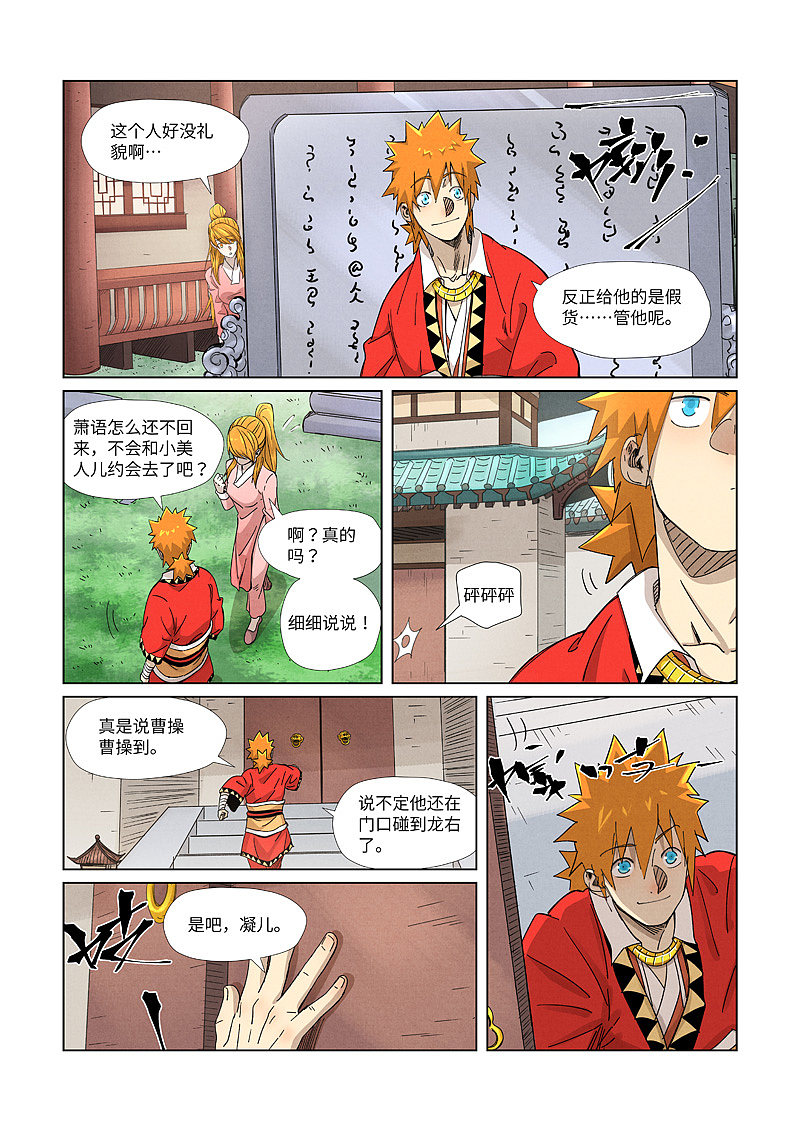 这个人好没礼
貌啊…
反正给他的是假
货……管他呢。
萧语怎么还不回
来，不会和小美
人儿约会去了吧？
啊？真的
吗？
细细说说！
砰砰砰
真是说曹操
曹操到。
说不定他还在
门口碰到龙右
了。
是吧，凝儿。